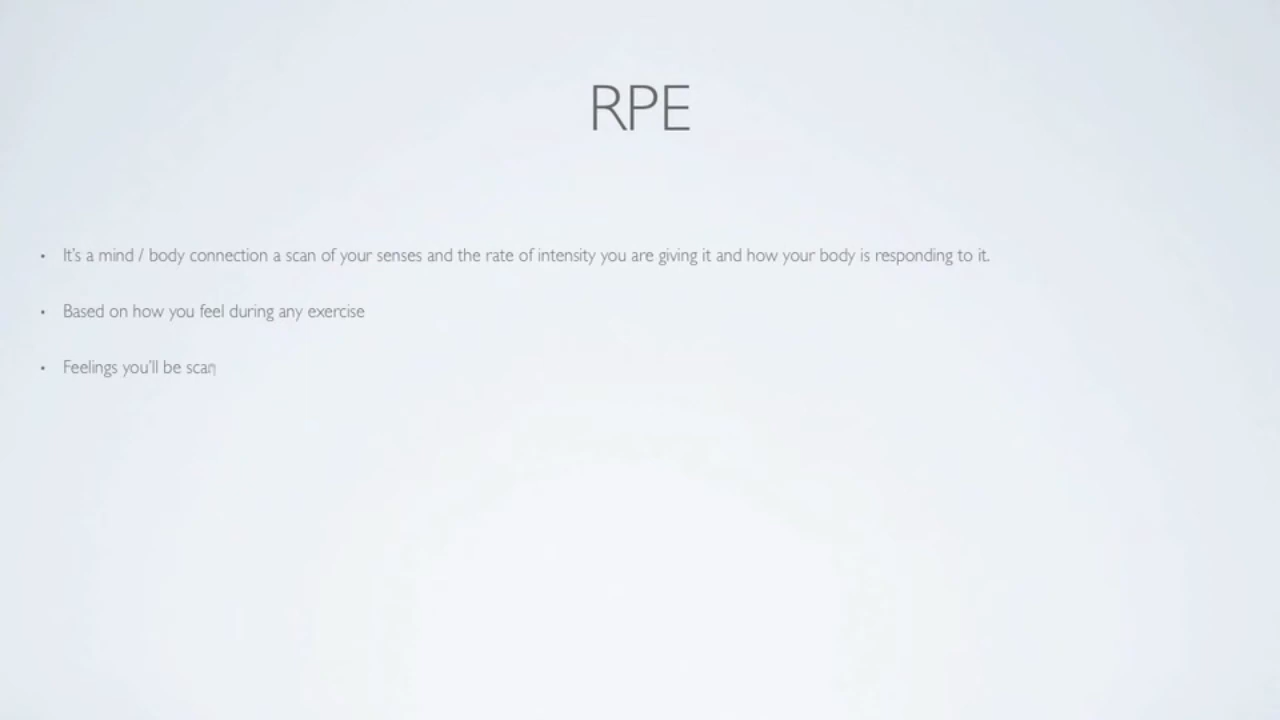 RPE
• It's a mind / body connection a scan of your senses and the rate of intensity you are giving it and how your body is responding to it.
• Based on how you feel during any exercise
• Feelings you'll be scan